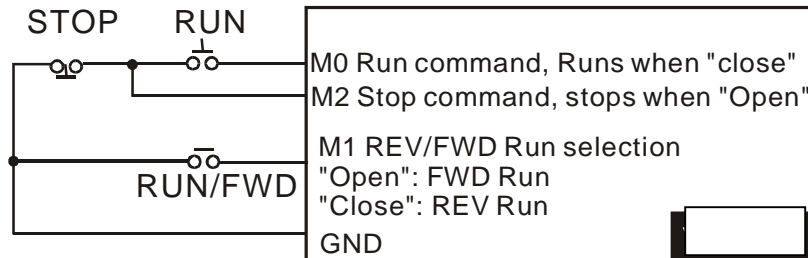 STOP RUN
M0 Run command, Runs when "close"
M2 Stop command, stops when "Open"
M1 REV/FWD Run selection
RUN/FWD
"Open": FWD Run
"Close": REV Run
GND